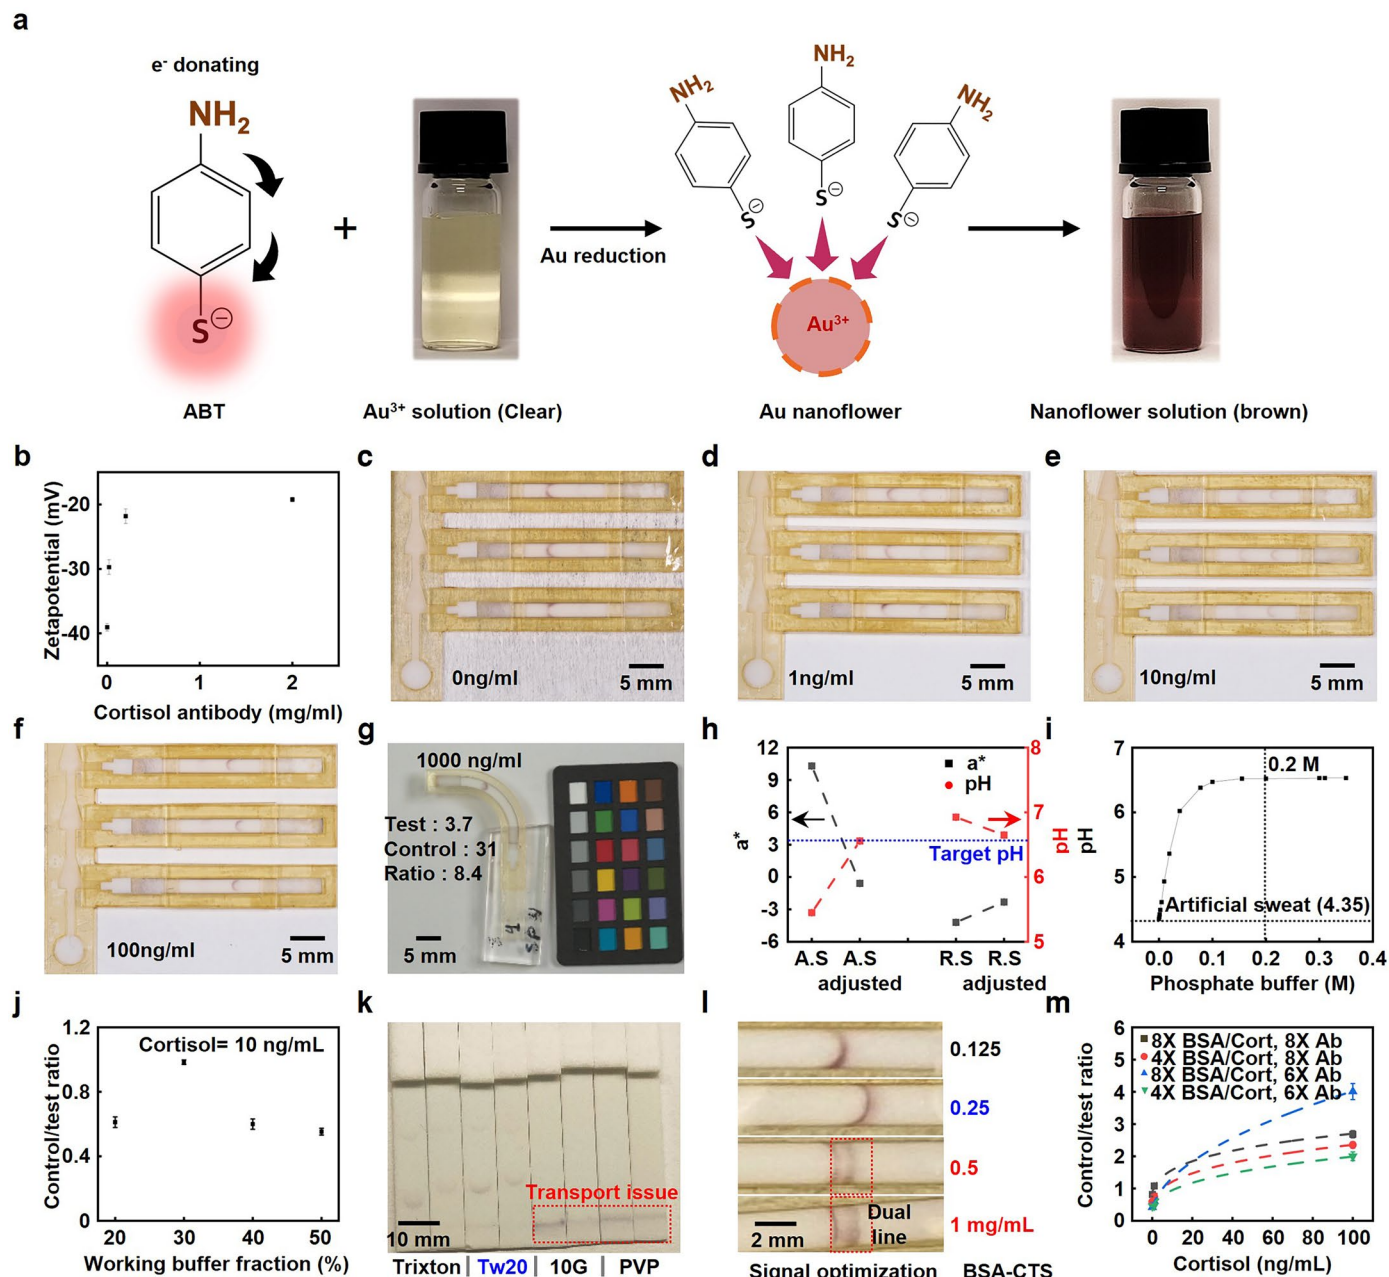 a
e- donating
NH2
S⊖
ABT
+
Au3+ solution (Clear)
Au reduction
NH2
NH2
NH2
S⊖
S⊖
S⊖
Au3+
Au nanoflower
Nanoflower solution (brown)
b
-20
-30
-40
Zetapotential (mV)
0 1 2
Cortisol antibody (mg/ml)
c
0ng/ml
5 mm
d
1ng/ml
5 mm
e
10ng/ml
5 mm
f
100ng/ml
5 mm
g
1000 ng/ml
Test : 3.7
Control : 31
Ratio : 8.4
5 mm
h
12
9
6
3
0
-3
-6
a*
a*
pH
Target pH
8
7
6
5
pH
A.S A.S R.S R.S
adjusted adjusted
i
7
6
5
4
pH
0.2 M
Artificial sweat (4.35)
0.0 0.1 0.2 0.3 0.4
Phosphate buffer (M)
j
1.2
0.8
0.4
0
Control/test ratio
Cortisol= 10 ng/mL
20 30 40 50
Working buffer fraction (%)
k
Transport issue
10 mm
Trixton | Tw20 | 10G | PVP
l
0.125
0.25
0.5
1 mg/mL
Dual
line
2 mm
Signal optimization BSA-CTS
m
6
5
4
3
2
1
0
Control/test ratio
8X BSA/Cort, 8X Ab
4X BSA/Cort, 8X Ab
8X BSA/Cort, 6X Ab
4X BSA/Cort, 6X Ab
0 20 40 60 80 100
Cortisol (ng/mL)